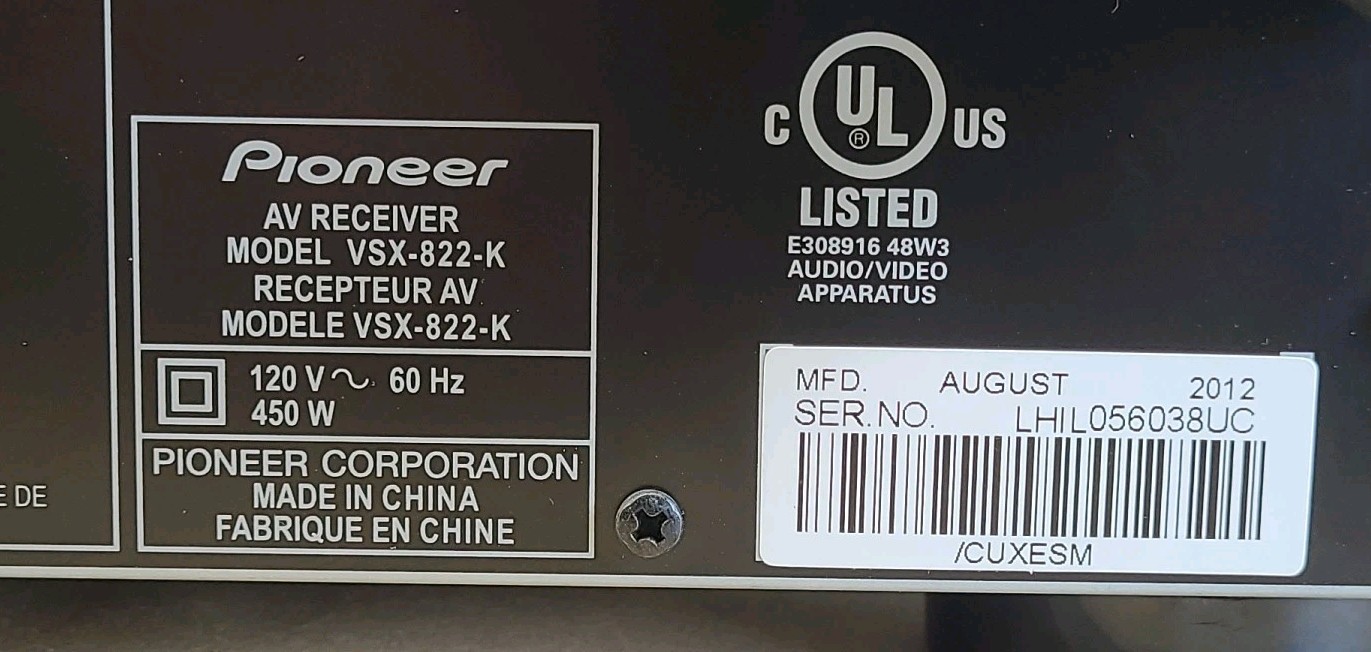 E DE
Pioneer
AV RECEIVER
MODEL VSX-822-K
RECEPTEUR AV
MODELE VSX-822-K
120 V ~ 60 Hz
450 W
PIONEER CORPORATION
MADE IN CHINA
FABRIQUE EN CHINE
C UL® US
LISTED
E308916 48W3
AUDIO/VIDEO
APPARATUS
MFD. AUGUST 2012
SER.NO. LHIL056038UC
/CUXESM